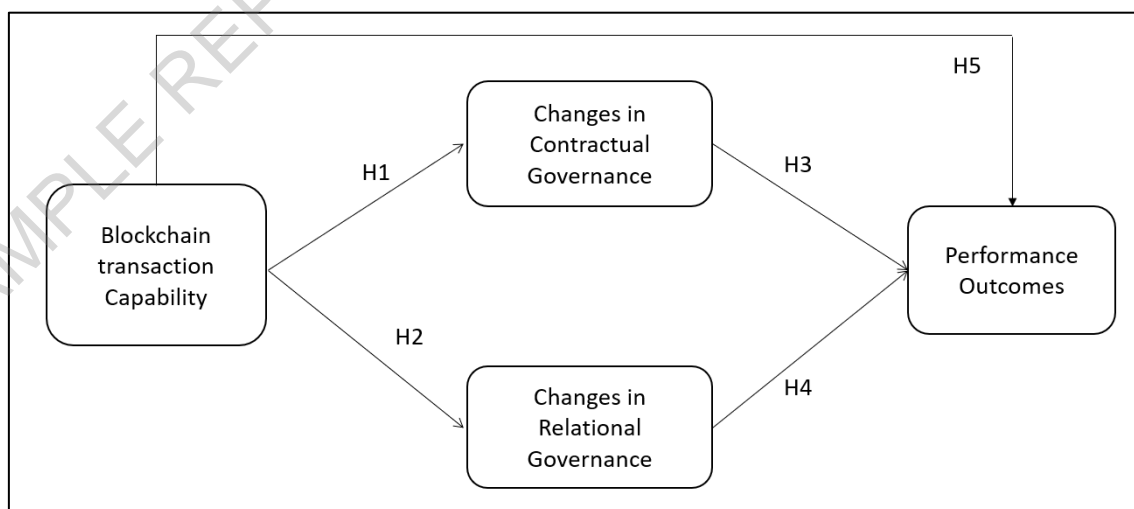 H5
Changes in
Contractual
Governance
H1
H3
Blockchain
transaction
Capability
Performance
Outcomes
H2
H4
Changes in
Relational
Governance